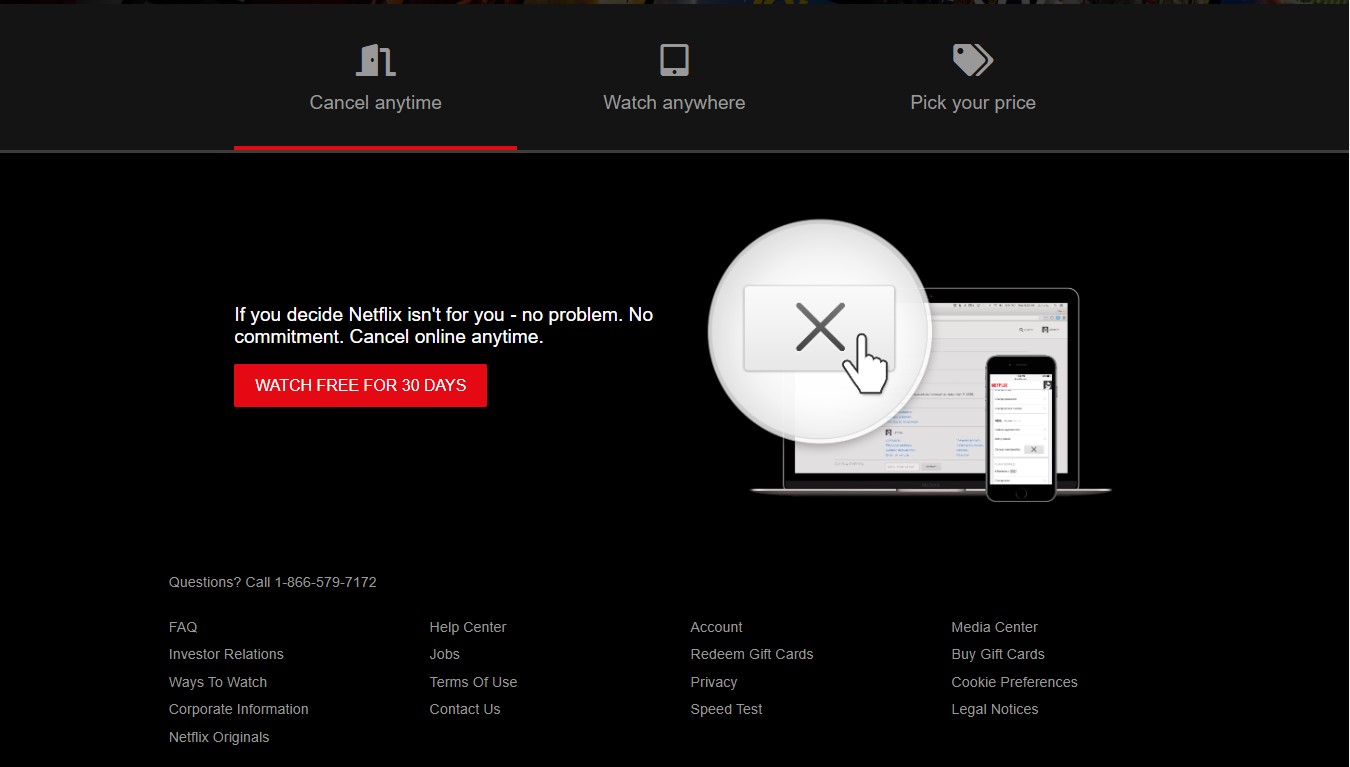 Cancel anytime
Watch anywhere
Pick your price
If you decide Netflix isn't for you - no problem. No
commitment. Cancel online anytime.
WATCH FREE FOR 30 DAYS
NETFLIX
Questions? Call 1-866-579-7172
FAQ
Help Center
Account
Media Center
Investor Relations
Jobs
Redeem Gift Cards
Buy Gift Cards
Ways To Watch
Terms Of Use
Privacy
Cookie Preferences
Corporate Information
Contact Us
Speed Test
Legal Notices
Netflix Originals